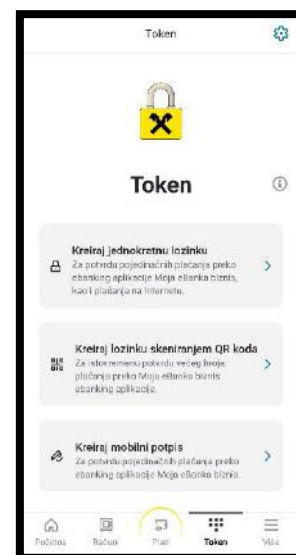 Token
Token
Kreiraj jednokratnu lozinku
Za potvrdu pojedinačnih plaćanja preko
ebanking aplikacije Moja eBanka biznis,
kao i plaćanja na Internetu.
Kreiraj lozinku skeniranjem QR koda
Za istovremenu potvrdu većeg broja
plaćanja preko Moja eBanka biznis
ebanking aplikacije.
Kreiraj mobilni potpis
Za potvrdu pojedinačnih plaćanja preko
ebanking aplikacije Moja eBanka biznis.
Početna Računi Plati Token Više